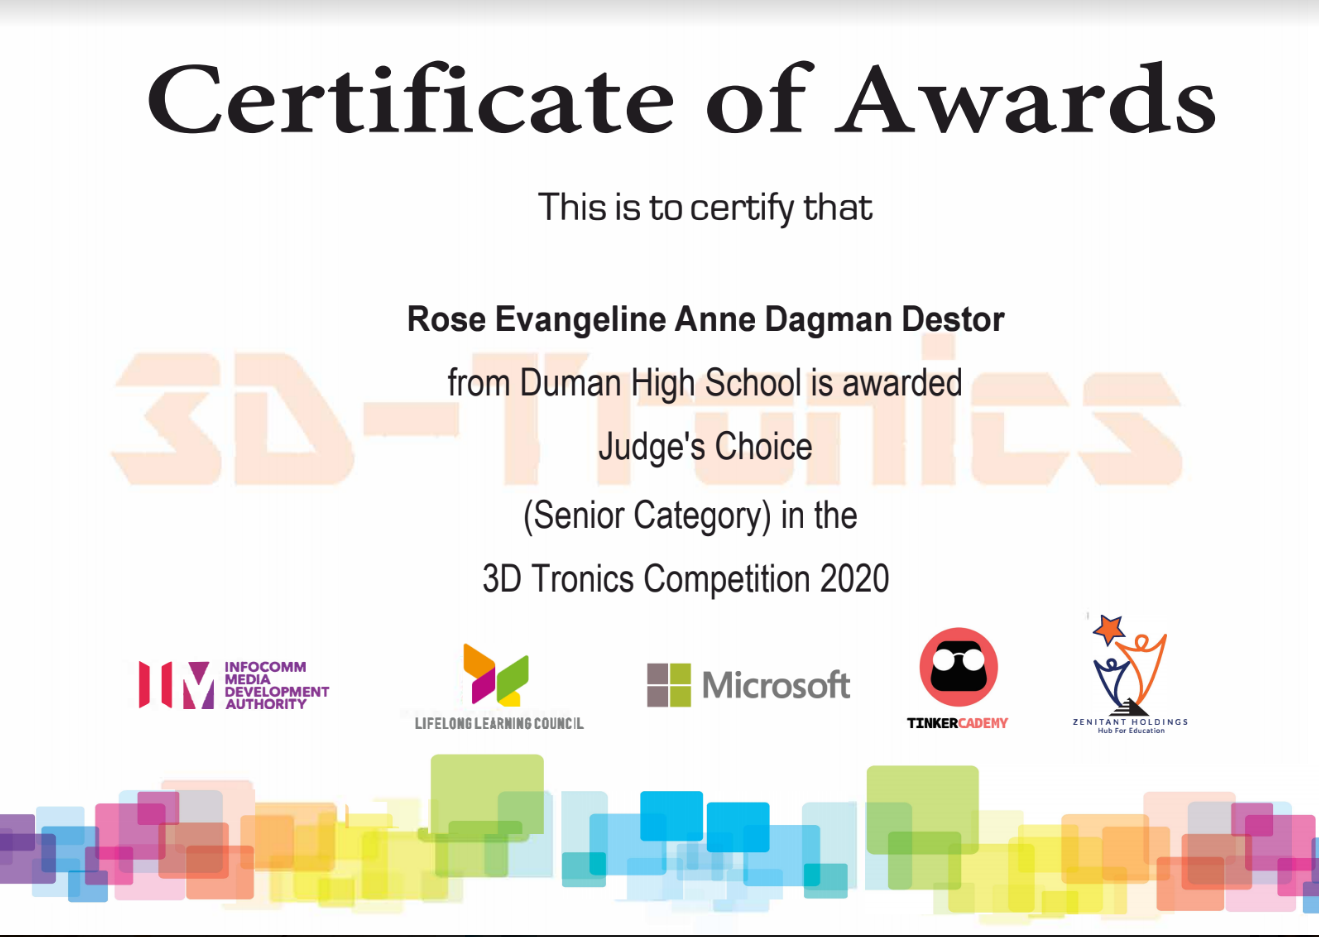 Certificate of Awards
This is to certify that
Rose Evangeline Anne Dagman Destor
3D-Tronics
from Duman High School is awarded
Judge's Choice
(Senior Category) in the
3D Tronics Competition 2020
INFOCOMM
MEDIA
DEVELOPMENT
AUTHORITY
LIFELONG LEARNING COUNCIL
Microsoft
TINKERCADEMY
ZENITANT HOLDINGS
Hub For Education